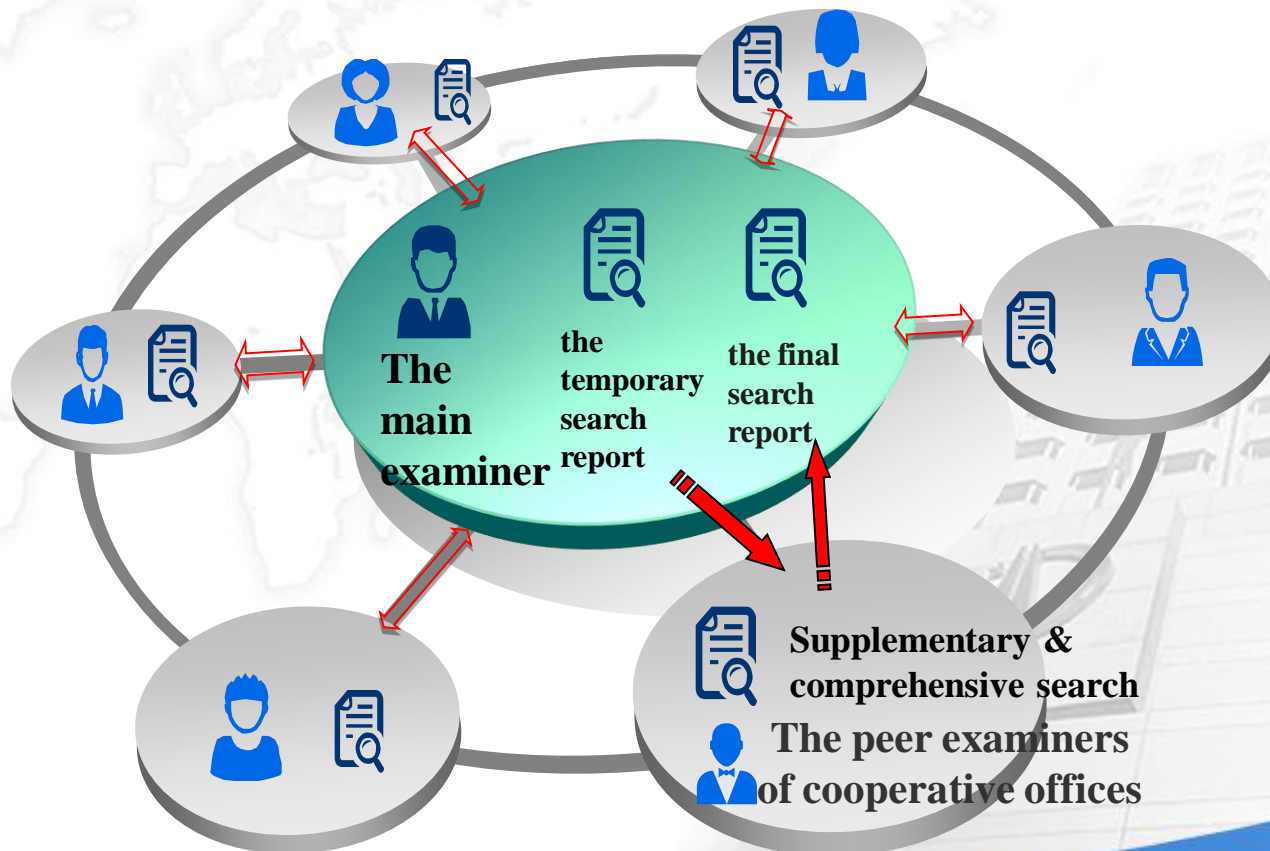 The
main
examiner
the
temporary
search
report
the final
search
report
Supplementary &
comprehensive search
The peer examiners
of cooperative offices